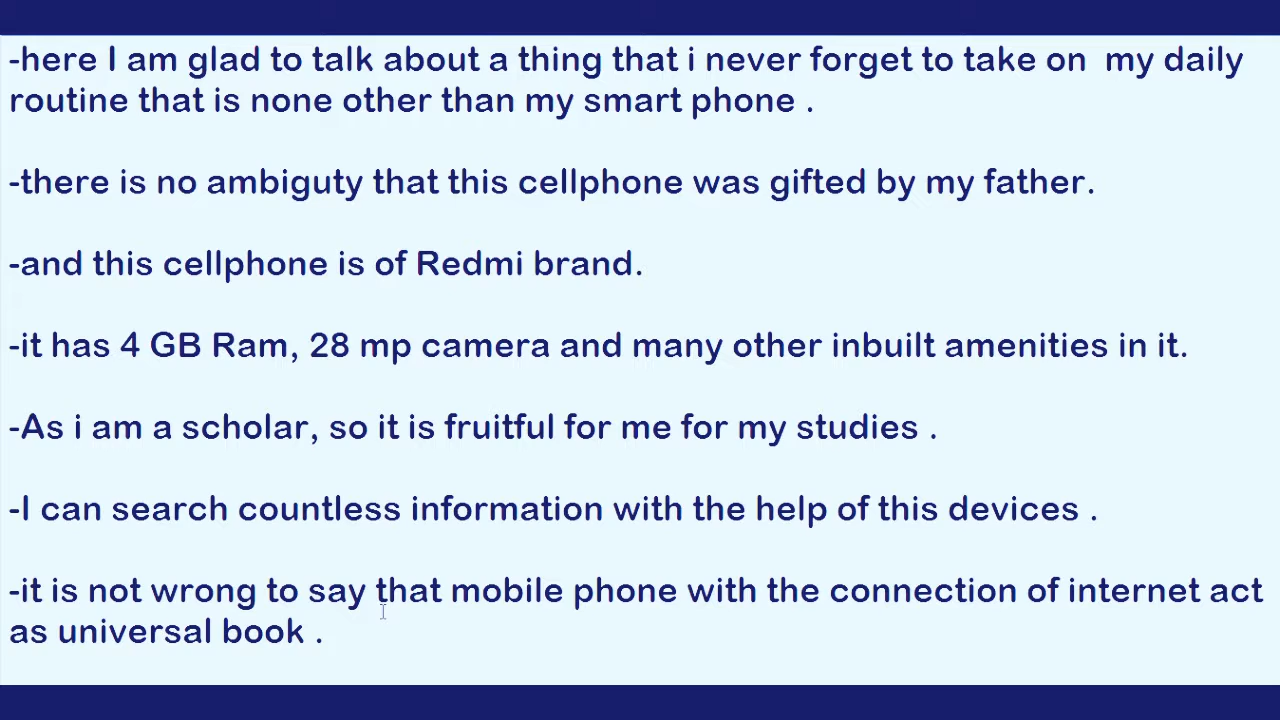 -here I am glad to talk about a thing that i never forget to take on  my daily
routine that is none other than my smart phone .
-there is no ambiguty that this cellphone was gifted by my father.
-and this cellphone is of Redmi brand.
-it has 4 GB Ram, 28 mp camera and many other inbuilt amenities in it.
-As i am a scholar, so it is fruitful for me for my studies .
-I can search countless information with the help of this devices .
-it is not wrong to say that mobile phone with the connection of internet act
as universal book .